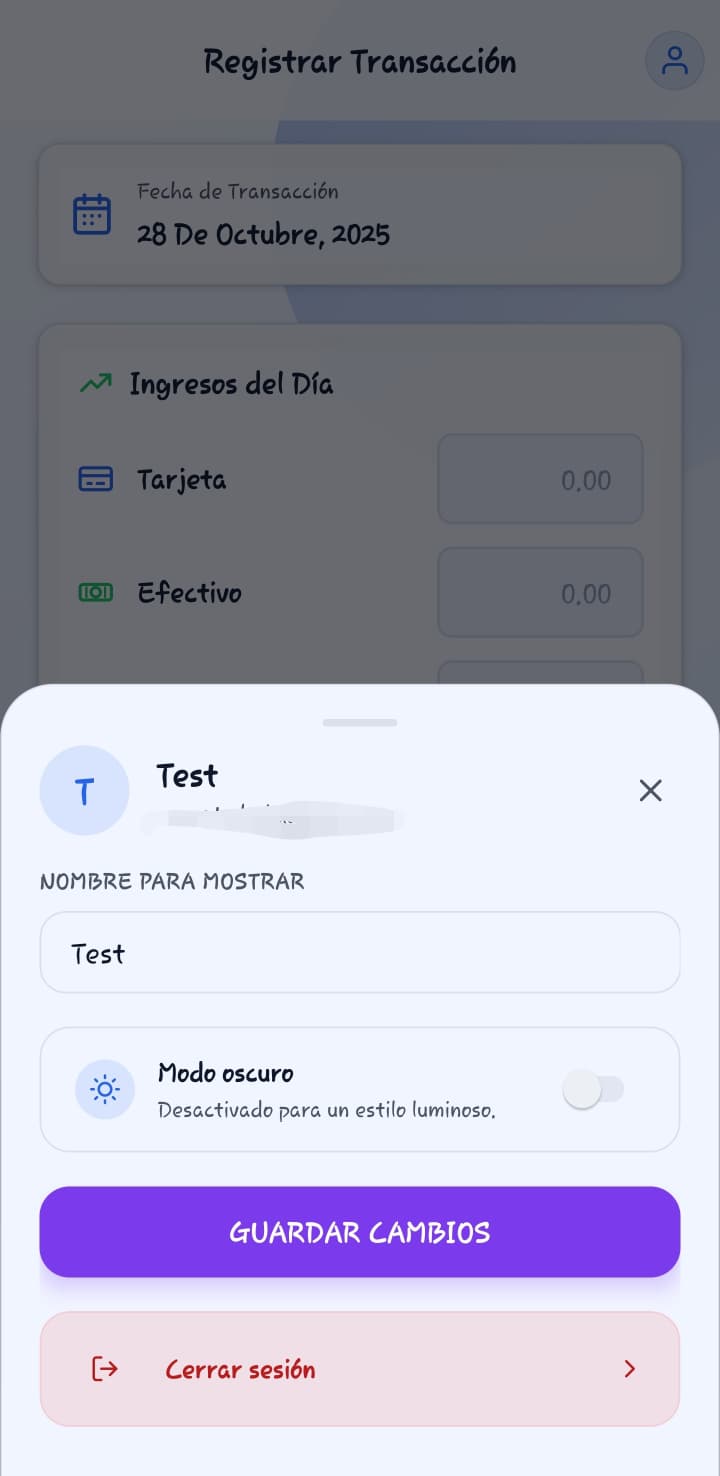 Registrar Transacción
Fecha de Transacción
28 De Octubre, 2025
Ingresos del Día
Tarjeta
0.00
Efectivo
0.00
T
Test
NOMBRE PARA MOSTRAR
Test
Modo oscuro
Desactivado para un estilo luminoso.
GUARDAR CAMBIOS
Cerrar sesión